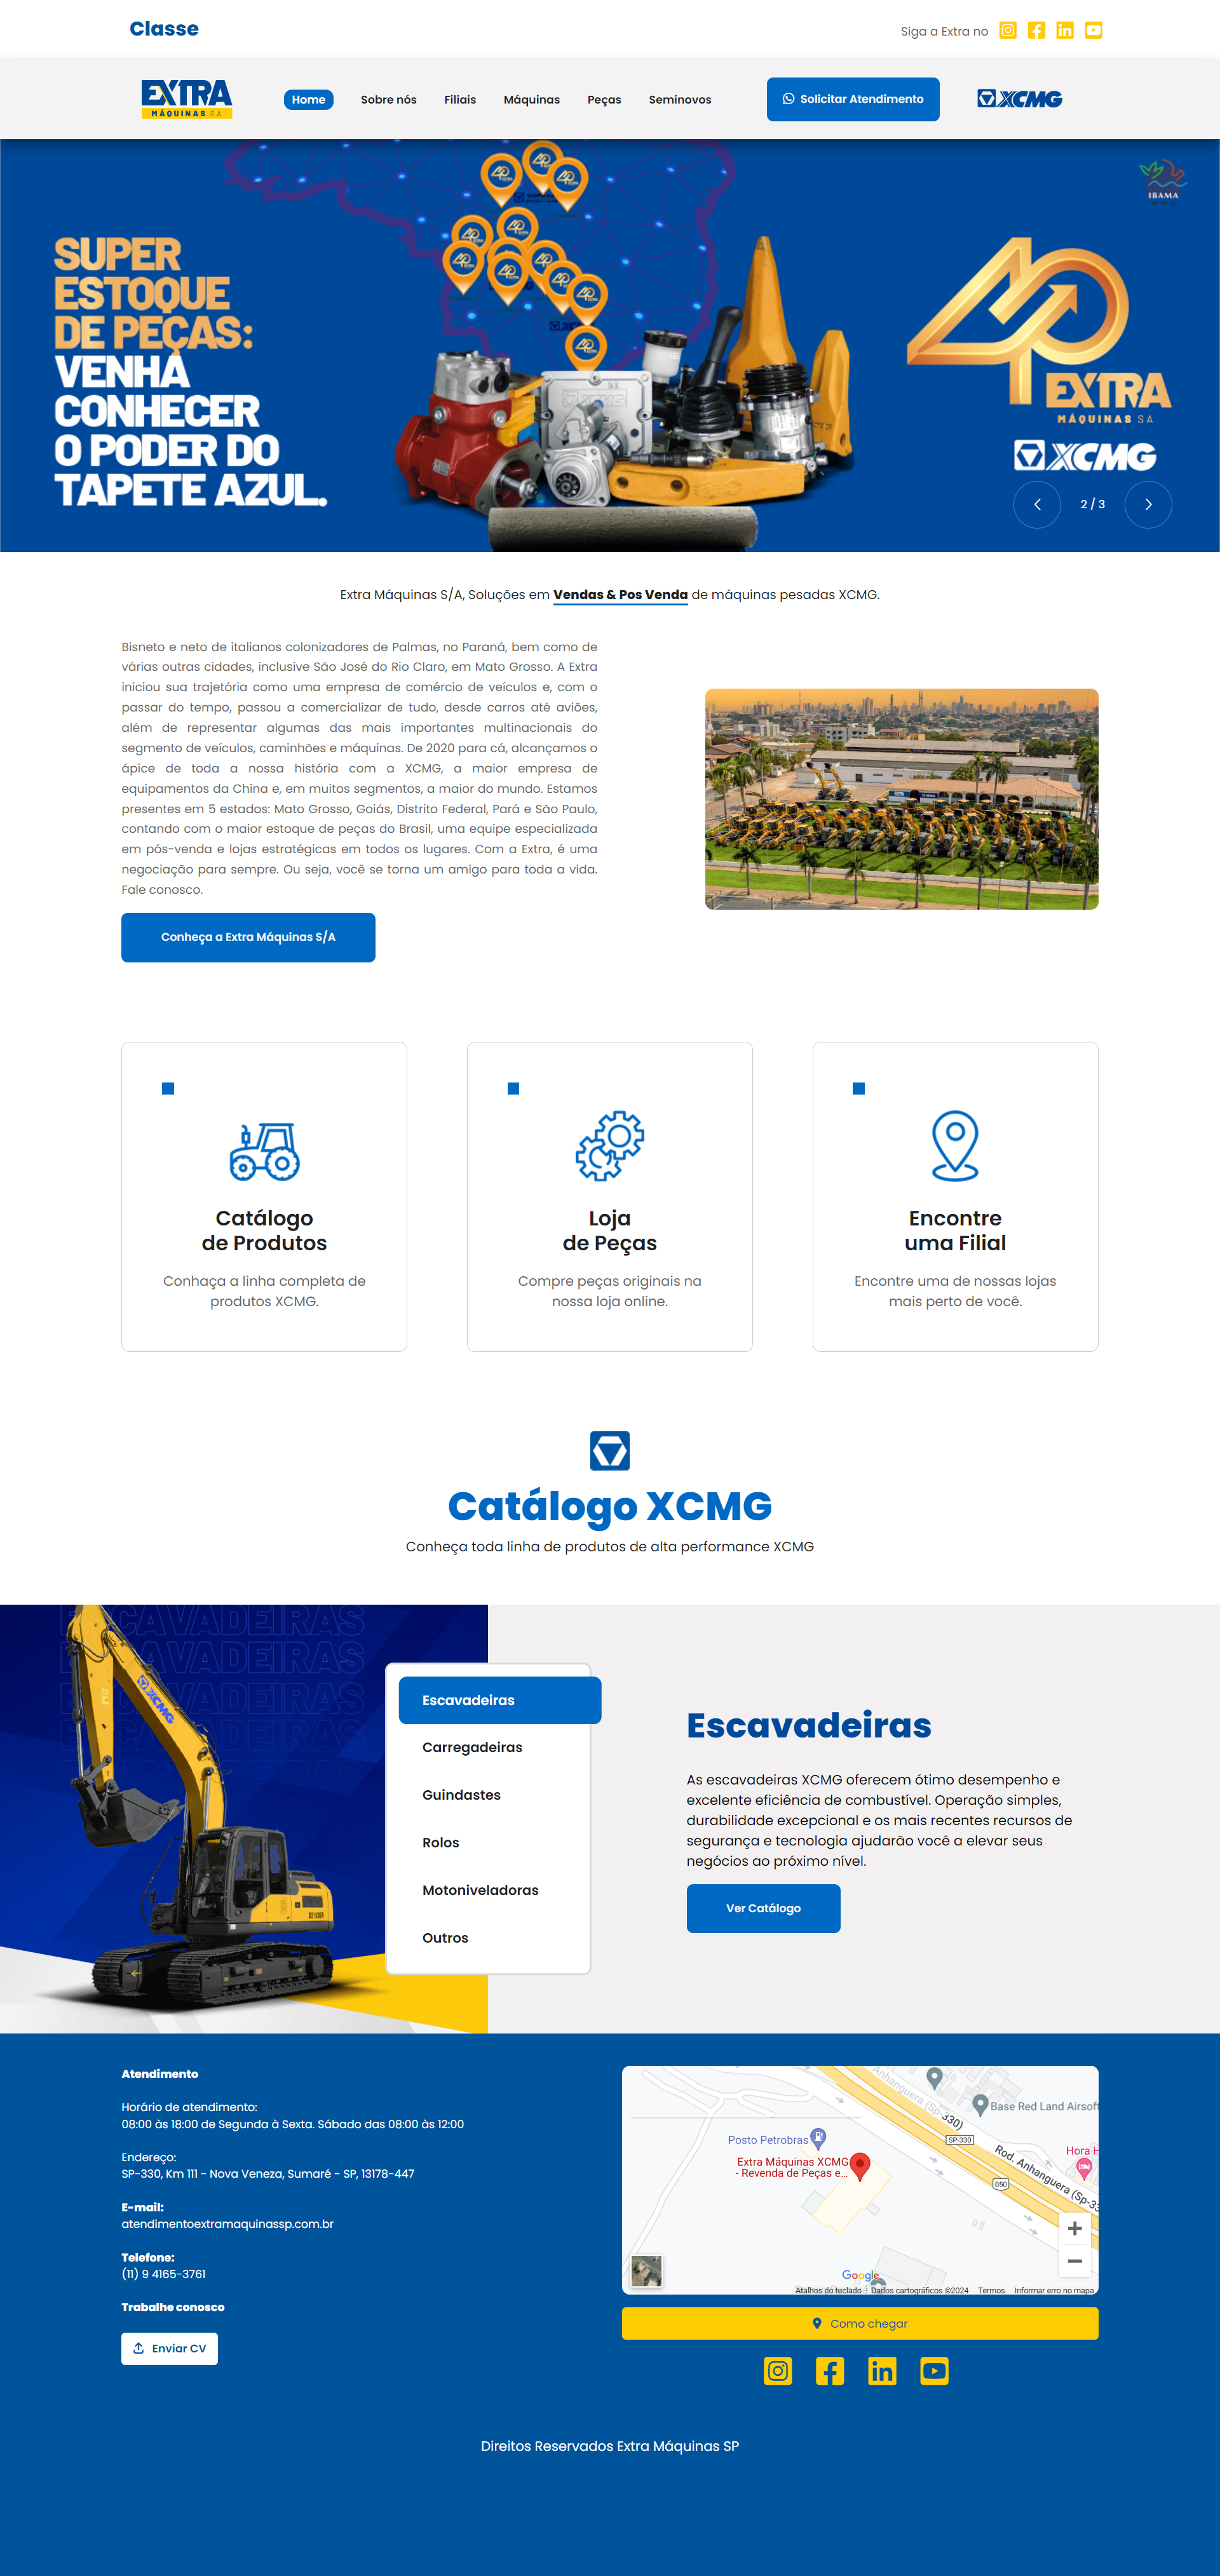 Classe
Siga a Extra no
EXTRA
MÁQUINAS SA
Home
Sobre nós
Filiais
Máquinas
Peças
Seminovos
Solicitar Atendimento
XCMG
IBAMA
SUPER
ESTOQUE
DE PEÇAS:
VENHA
CONHECER
O PODER DO
TAPETE AZUL.
40
EXTRA
MÁQUINAS SA
XCMG
2 / 3
Extra Máquinas S/A, Soluções em Vendas & Pos Venda de máquinas pesadas XCMG.
Bisneto e neto de italianos colonizadores de Palmas, no Paraná, bem como de
várias outras cidades, inclusive São José do Rio Claro, em Mato Grosso. A Extra
iniciou sua trajetória como uma empresa de comércio de veículos e, com o
passar do tempo, passou a comercializar de tudo, desde carros até aviões,
além de representar algumas das mais importantes multinacionais do
segmento de veículos, caminhões e máquinas. De 2020 para cá, alcançamos o
ápice de toda a nossa história com a XCMG, a maior empresa de
equipamentos da China e, em muitos segmentos, a maior do mundo. Estamos
presentes em 5 estados: Mato Grosso, Goiás, Distrito Federal, Pará e São Paulo,
contando com o maior estoque de peças do Brasil, uma equipe especializada
em pós-venda e lojas estratégicas em todos os lugares. Com a Extra, é uma
negociação para sempre. Ou seja, você se torna um amigo para toda a vida.
Fale conosco.
Conheça a Extra Máquinas S/A
Catálogo
de Produtos
Conhaça a linha completa de
produtos XCMG.
Loja
de Peças
Compre peças originais na
nossa loja online.
Encontre
uma Filial
Encontre uma de nossas lojas
mais perto de você.
Catálogo XCMG
Conheça toda linha de produtos de alta performance XCMG
ESCAVADEIRAS
ESCAVADEIRAS
ESCAVADEIRAS
ESCAVADEIRAS
XCMG
Escavadeiras
Carregadeiras
Guindastes
Rolos
Motoniveladoras
Outros
Escavadeiras
As escavadeiras XCMG oferecem ótimo desempenho e
excelente eficiência de combustível. Operação simples,
durabilidade excepcional e os mais recentes recursos de
segurança e tecnologia ajudarão você a elevar seus
negócios ao próximo nível.
Ver Catálogo
Atendimento
Horário de atendimento:
08:00 às 18:00 de Segunda à Sexta. Sábado das 08:00 às 12:00
Endereço:
SP-330, Km 111 - Nova Veneza, Sumaré - SP, 13178-447
E-mail:
atendimentoextramaquinassp.com.br
Telefone:
(11) 9 4165-3761
Trabalhe conosco
Enviar CV
Anhanguera (Sp-330)
Base Red Land Airsoft
SP-330
Posto Petrobras
Extra Máquinas XCMG
- Revenda de Peças e...
Rod. Anhanguera (Sp-33
Hora H
050
Google
Atalhos do teclado
Dados cartográficos ©2024
Termos
Informar erro no mapa
Como chegar
Direitos Reservados Extra Máquinas SP